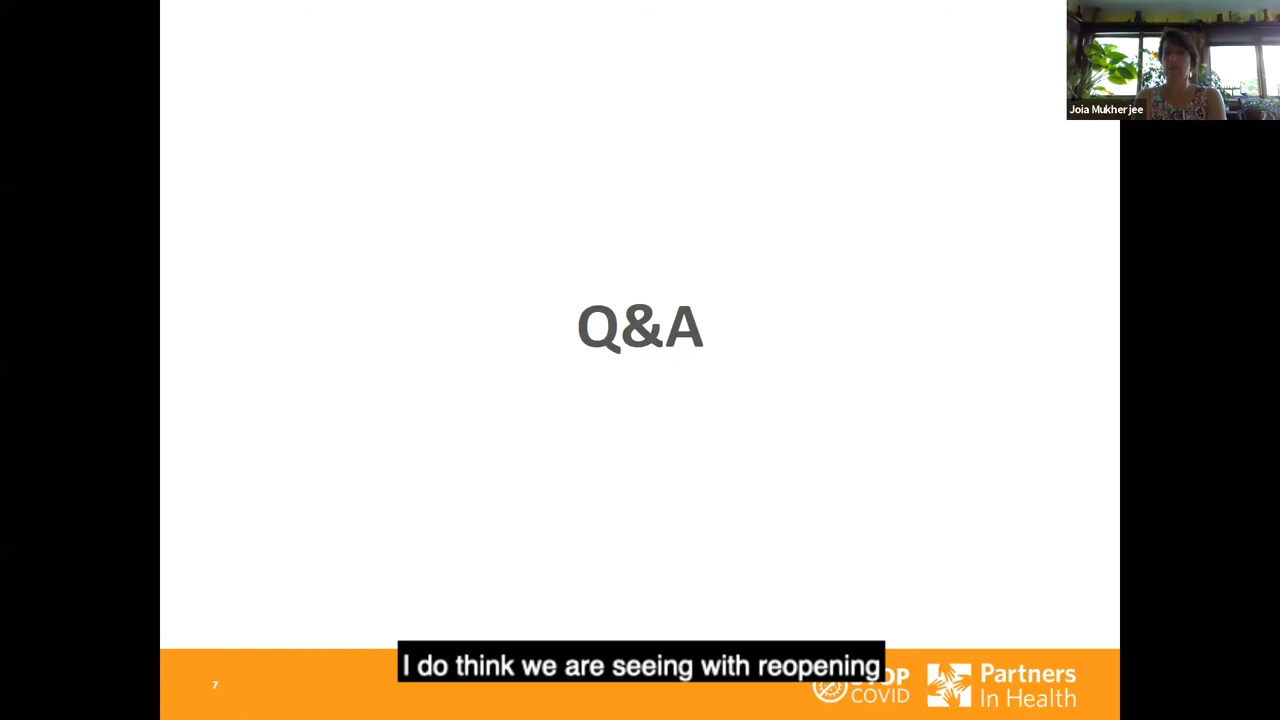 Joia Mukherjee
Q&A
I do think we are seeing with reopening
7
COVID
Partners
In Health